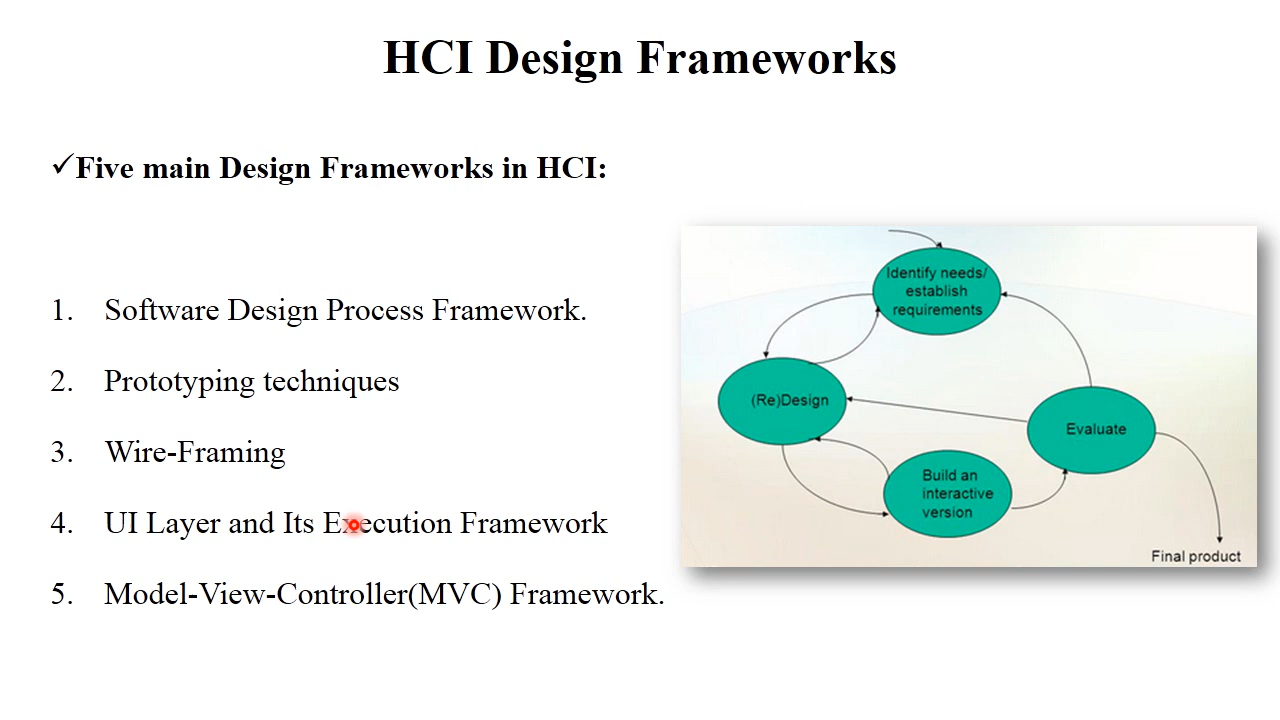 HCI Design Frameworks
✓Five main Design Frameworks in HCI:
1. Software Design Process Framework.
2. Prototyping techniques
3. Wire-Framing
4. UI Layer and Its Execution Framework
5. Model-View-Controller(MVC) Framework.
Identify needs/
establish
requirements
(Re)Design
Evaluate
Build an
interactive
version
Final product